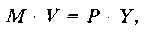 M · V = P · Y,